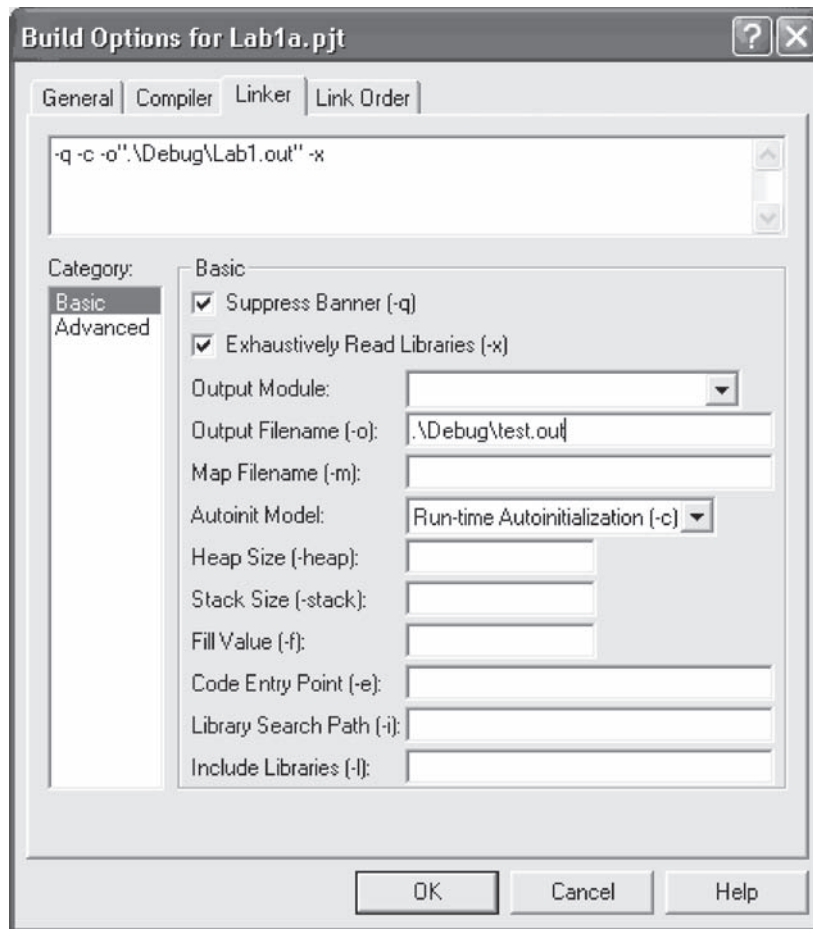 Build Options for Lab1a.pjt
General Compiler Linker Link Order
-q -c -o".\Debug\Lab1.out" -x
Category:
Basic
Advanced
Basic
Suppress Banner (-q)
Exhaustively Read Libraries (-x)
Output Module:
Output Filename (-o): .\Debug\test.out
Map Filename (-m):
Autoinit Model: Run-time Autoinitialization (-c)
Heap Size (-heap):
Stack Size (-stack):
Fill Value (-f):
Code Entry Point (-e):
Library Search Path (-i):
Include Libraries (-l):
OK Cancel Help